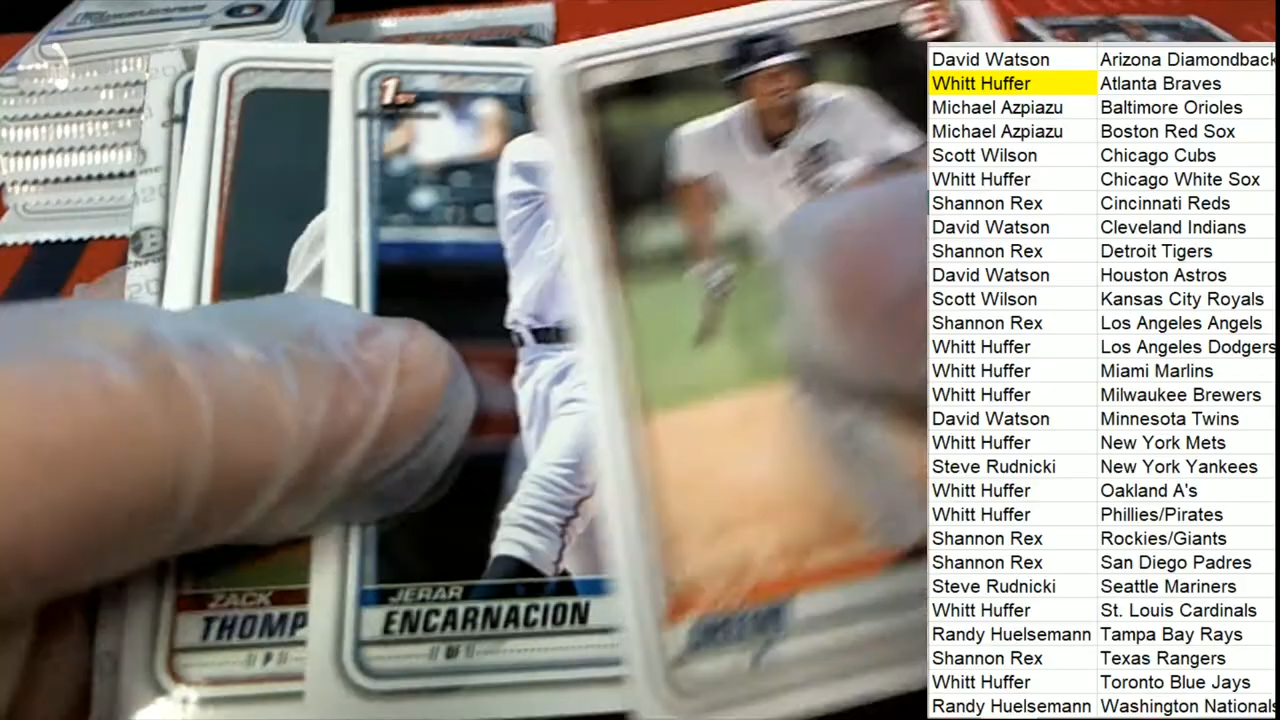 1ST
ZACK
THOMP
P
JERAR
ENCARNACION
OF
David Watson Arizona Diamondback
Whitt Huffer Atlanta Braves
Michael Azpiazu Baltimore Orioles
Michael Azpiazu Boston Red Sox
Scott Wilson Chicago Cubs
Whitt Huffer Chicago White Sox
Shannon Rex Cincinnati Reds
David Watson Cleveland Indians
Shannon Rex Detroit Tigers
David Watson Houston Astros
Scott Wilson Kansas City Royals
Shannon Rex Los Angeles Angels
Whitt Huffer Los Angeles Dodgers
Whitt Huffer Miami Marlins
Whitt Huffer Milwaukee Brewers
David Watson Minnesota Twins
Whitt Huffer New York Mets
Steve Rudnicki New York Yankees
Whitt Huffer Oakland A's
Whitt Huffer Phillies/Pirates
Shannon Rex Rockies/Giants
Shannon Rex San Diego Padres
Steve Rudnicki Seattle Mariners
Whitt Huffer St. Louis Cardinals
Randy Huelsemann Tampa Bay Rays
Shannon Rex Texas Rangers
Whitt Huffer Toronto Blue Jays
Randy Huelsemann Washington Nationals